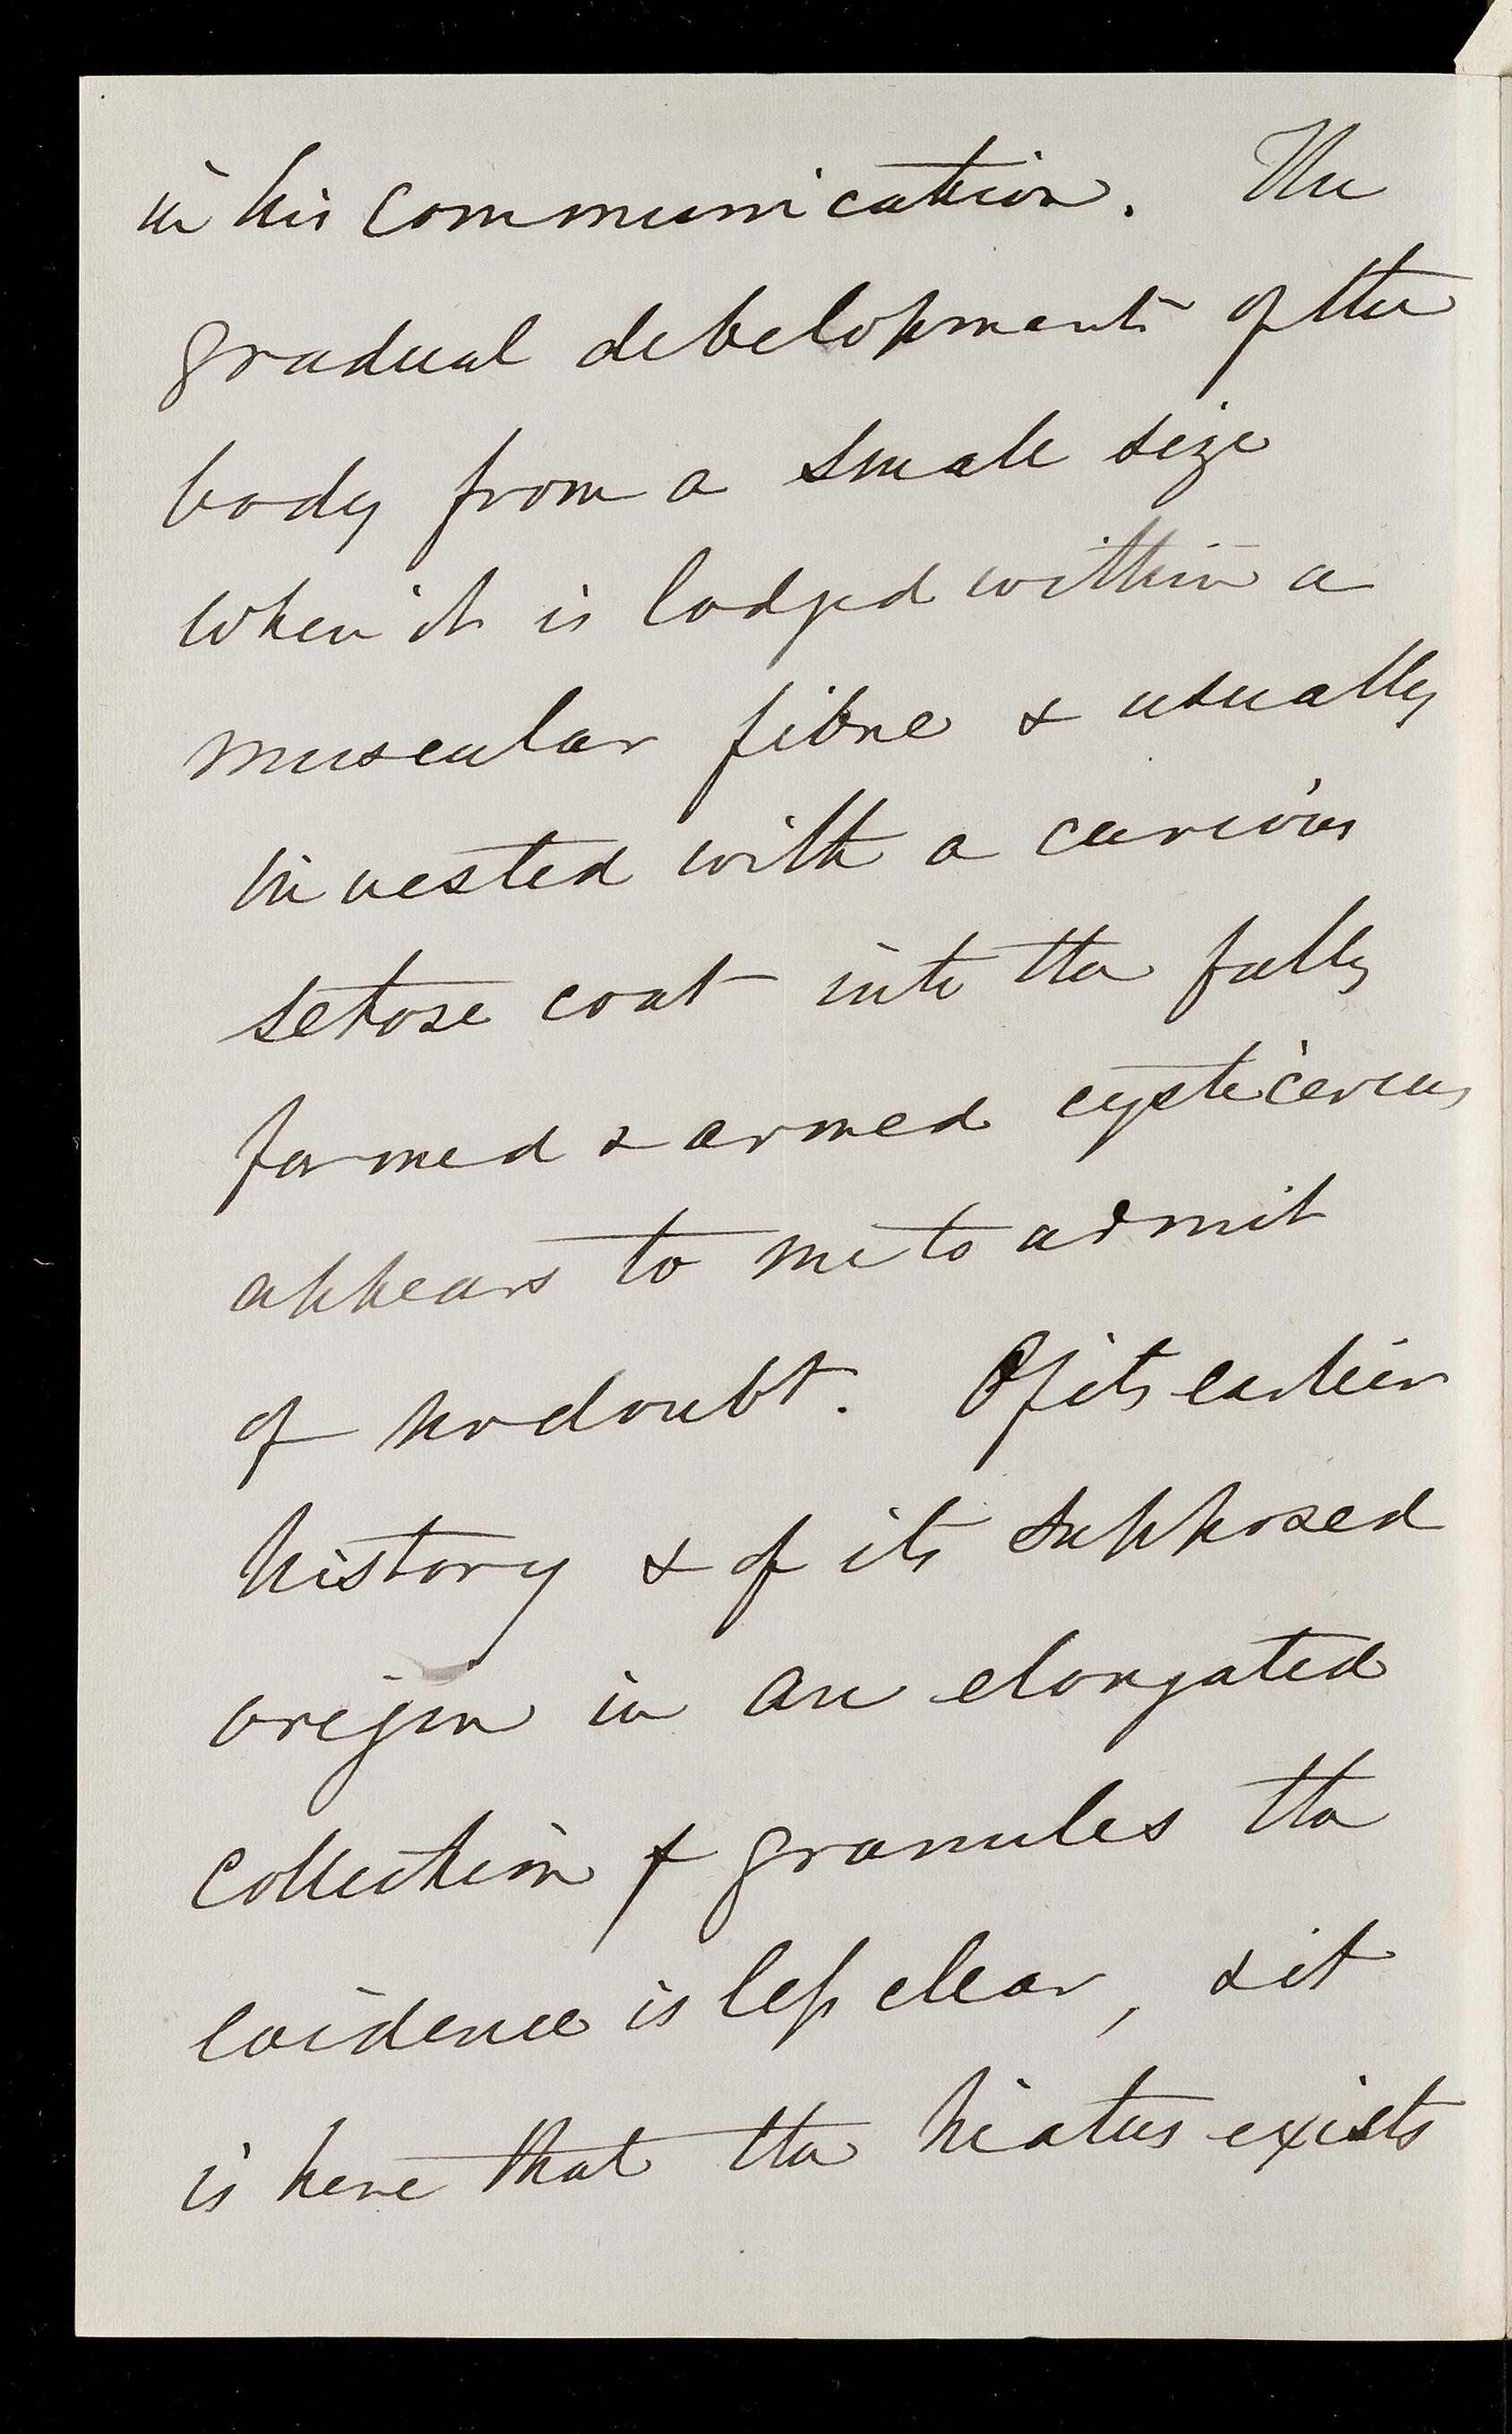 in his communication. The
gradual development of the
body from a small size
when it is lodged within a
muscular fibre & usually
invested with a curious
setose coat into the fully
formed & armed cysticercus
appears to me to admit
of no doubt. Of its earlier
history & of its supposed
origin in an elongated
collection of granules the
evidence is less clear, & it
is here that the hiatus exists